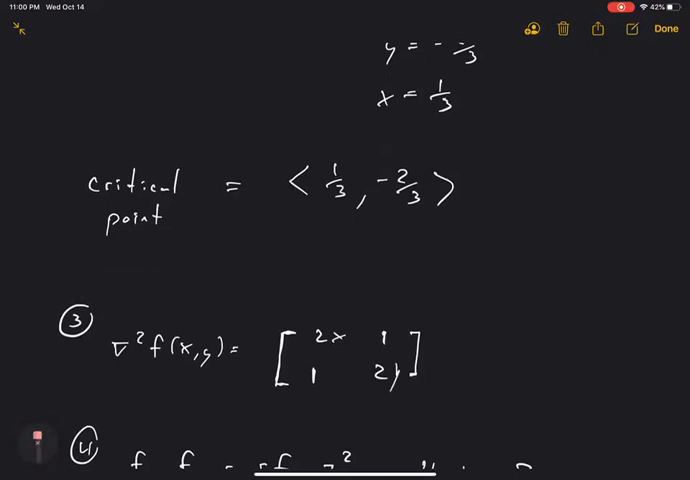 11:00 PM Wed Oct 14
42%
Done
y = -
/3
x = 1/3
critical point = < 1/3, -2/3 >
③
∇²f(x,y) = [ 2x 1
1 2y ]
④